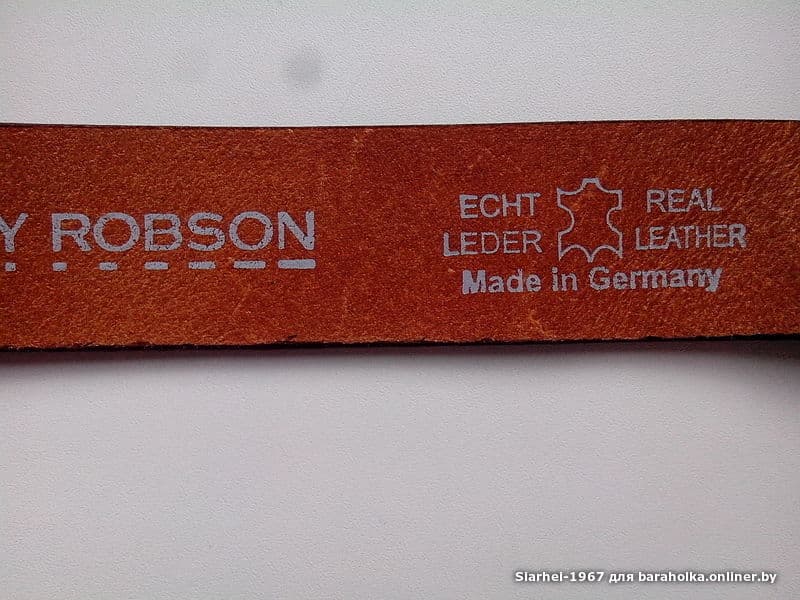 Y ROBSON
ECHT LEDER
REAL LEATHER
Made in Germany
Siarhei-1967 для baraholka.onliner.by